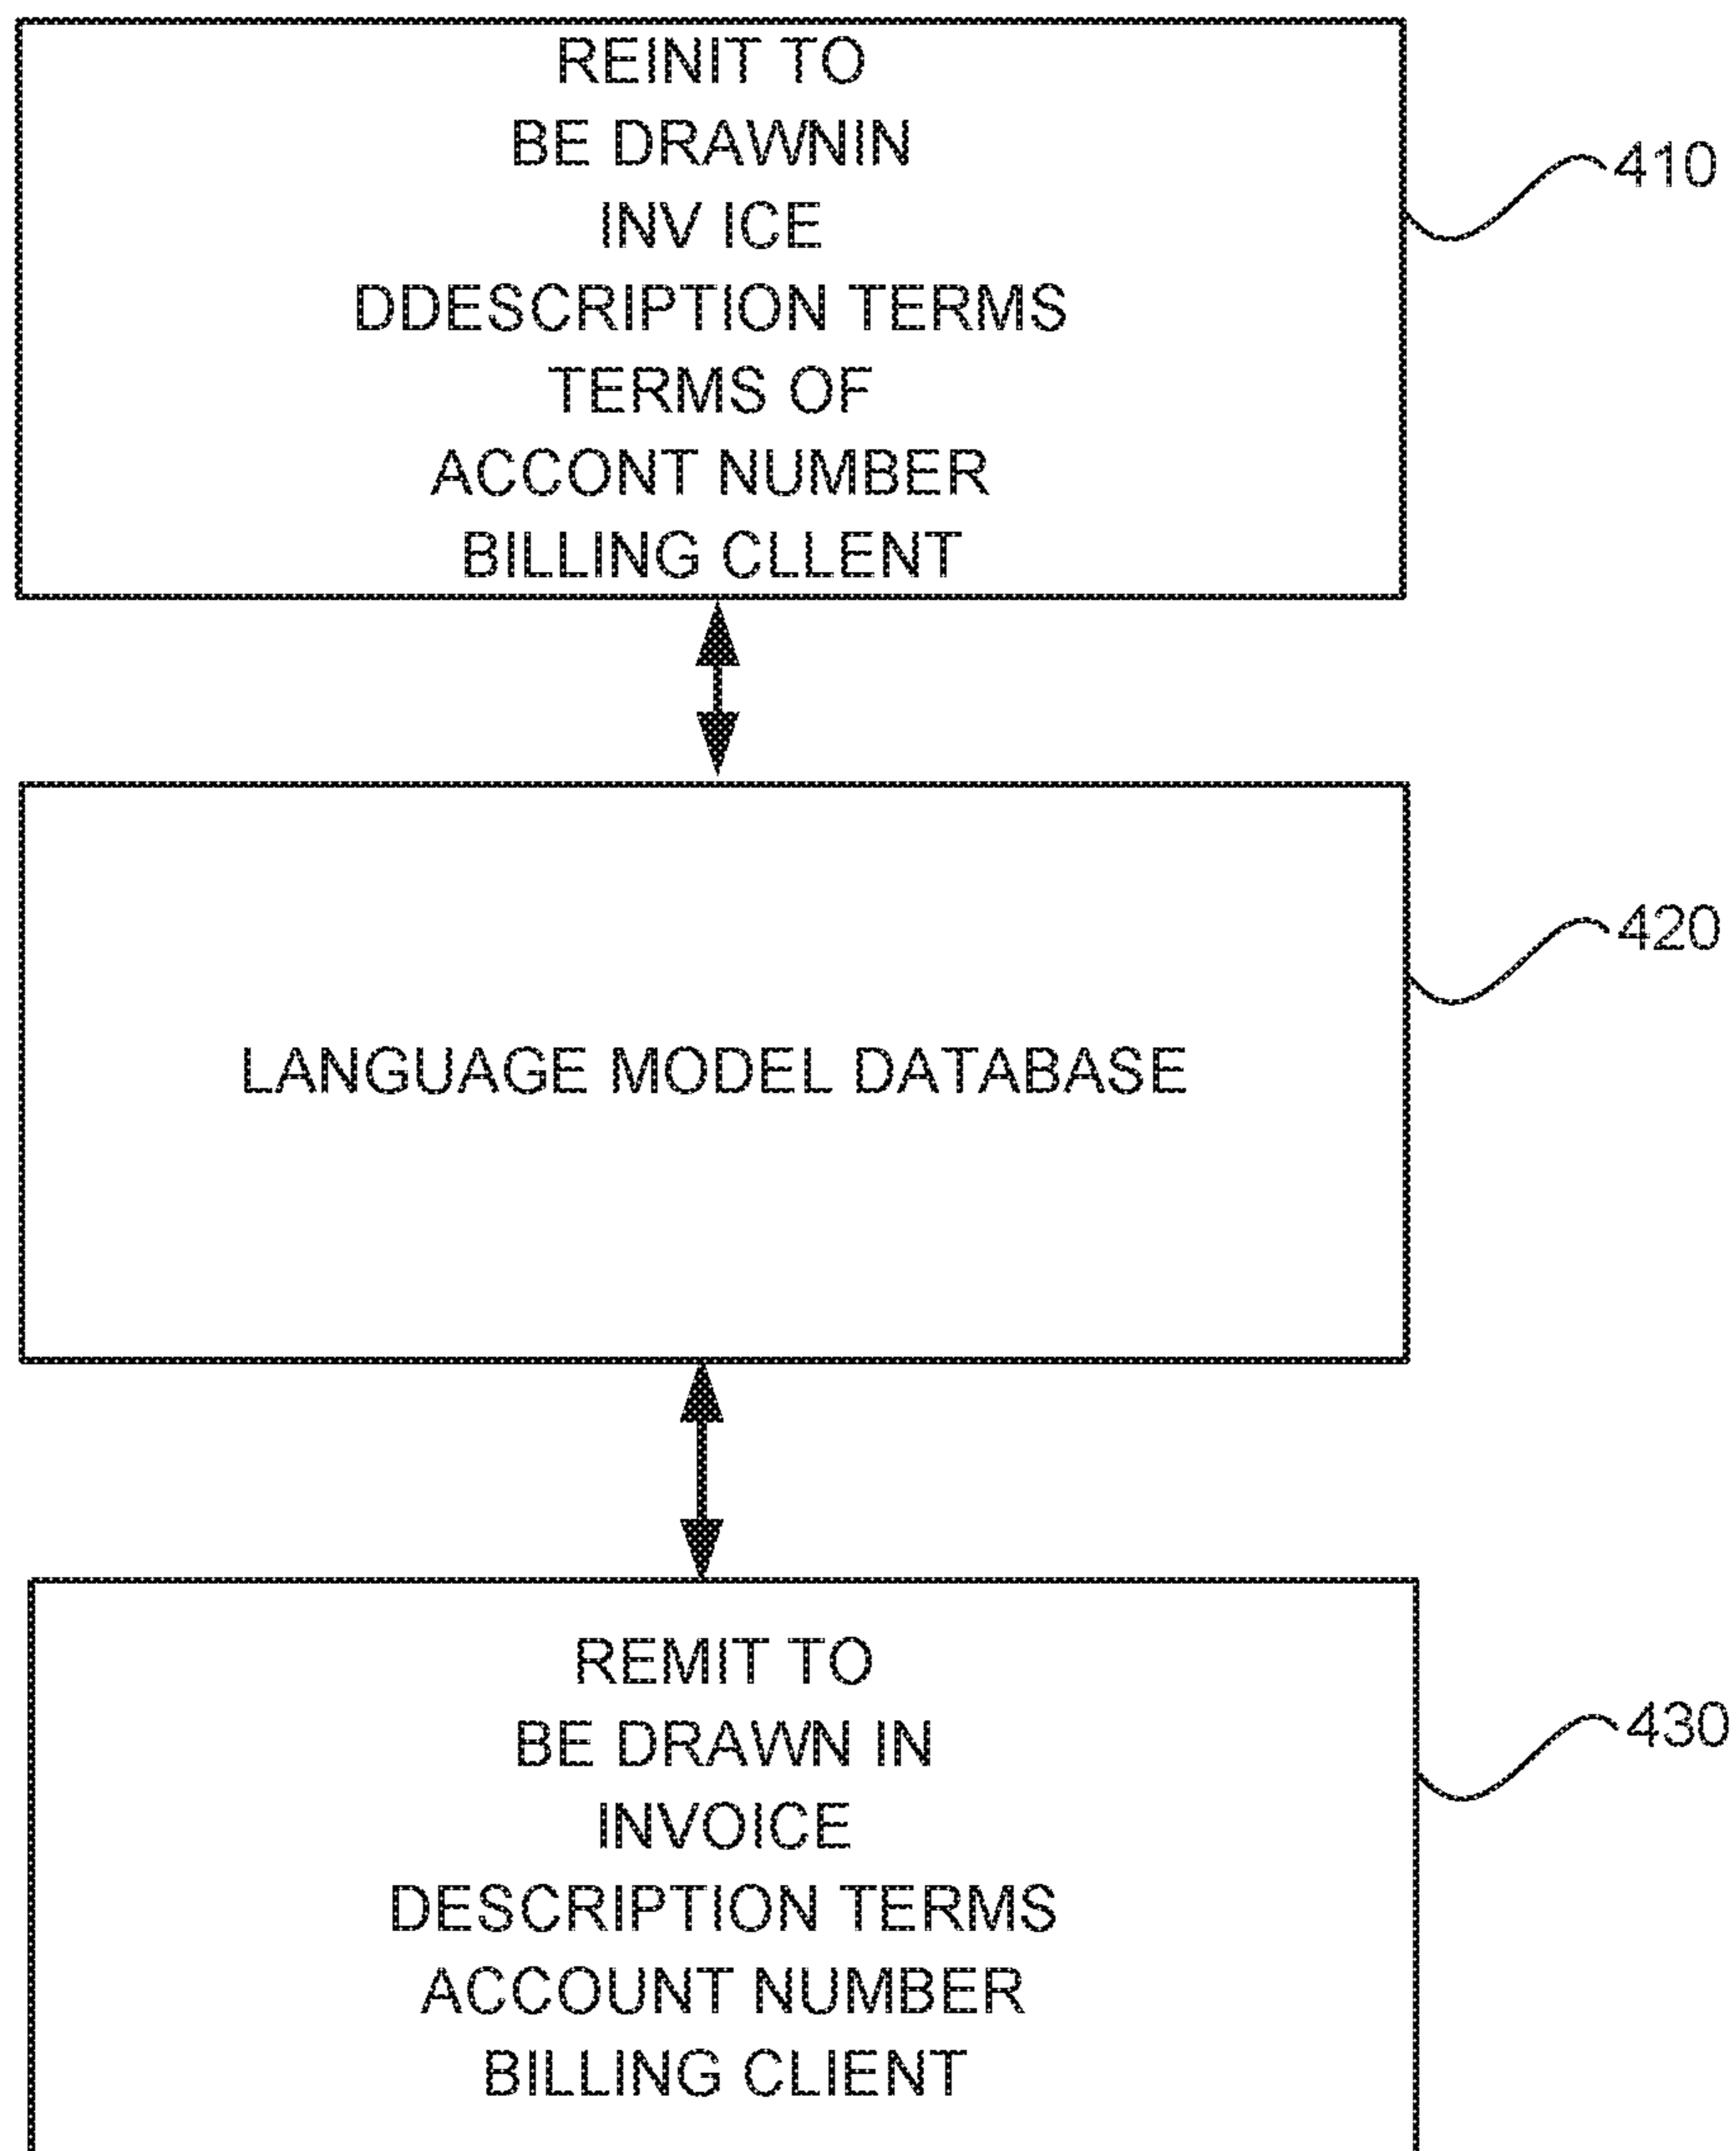 REINIT TO
BE DRAWNIN
INV ICE
DDESCRIPTION TERMS
TERMS OF
ACCONT NUMBER
BILLING CLLENT
410
LANGUAGE MODEL DATABASE
420
REMIT TO
BE DRAWN IN
INVOICE
DESCRIPTION TERMS
ACCOUNT NUMBER
BILLING CLIENT
430